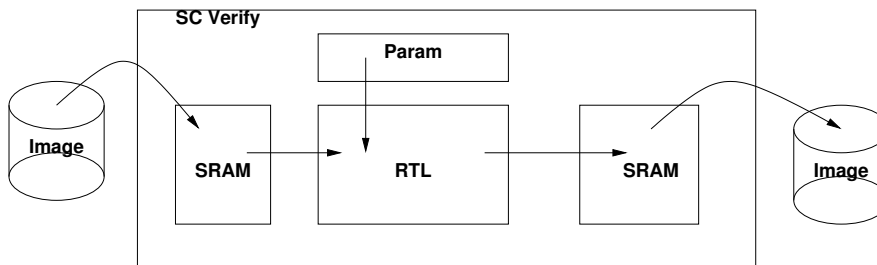 SC Verify
Param
Image
SRAM
RTL
SRAM
Image